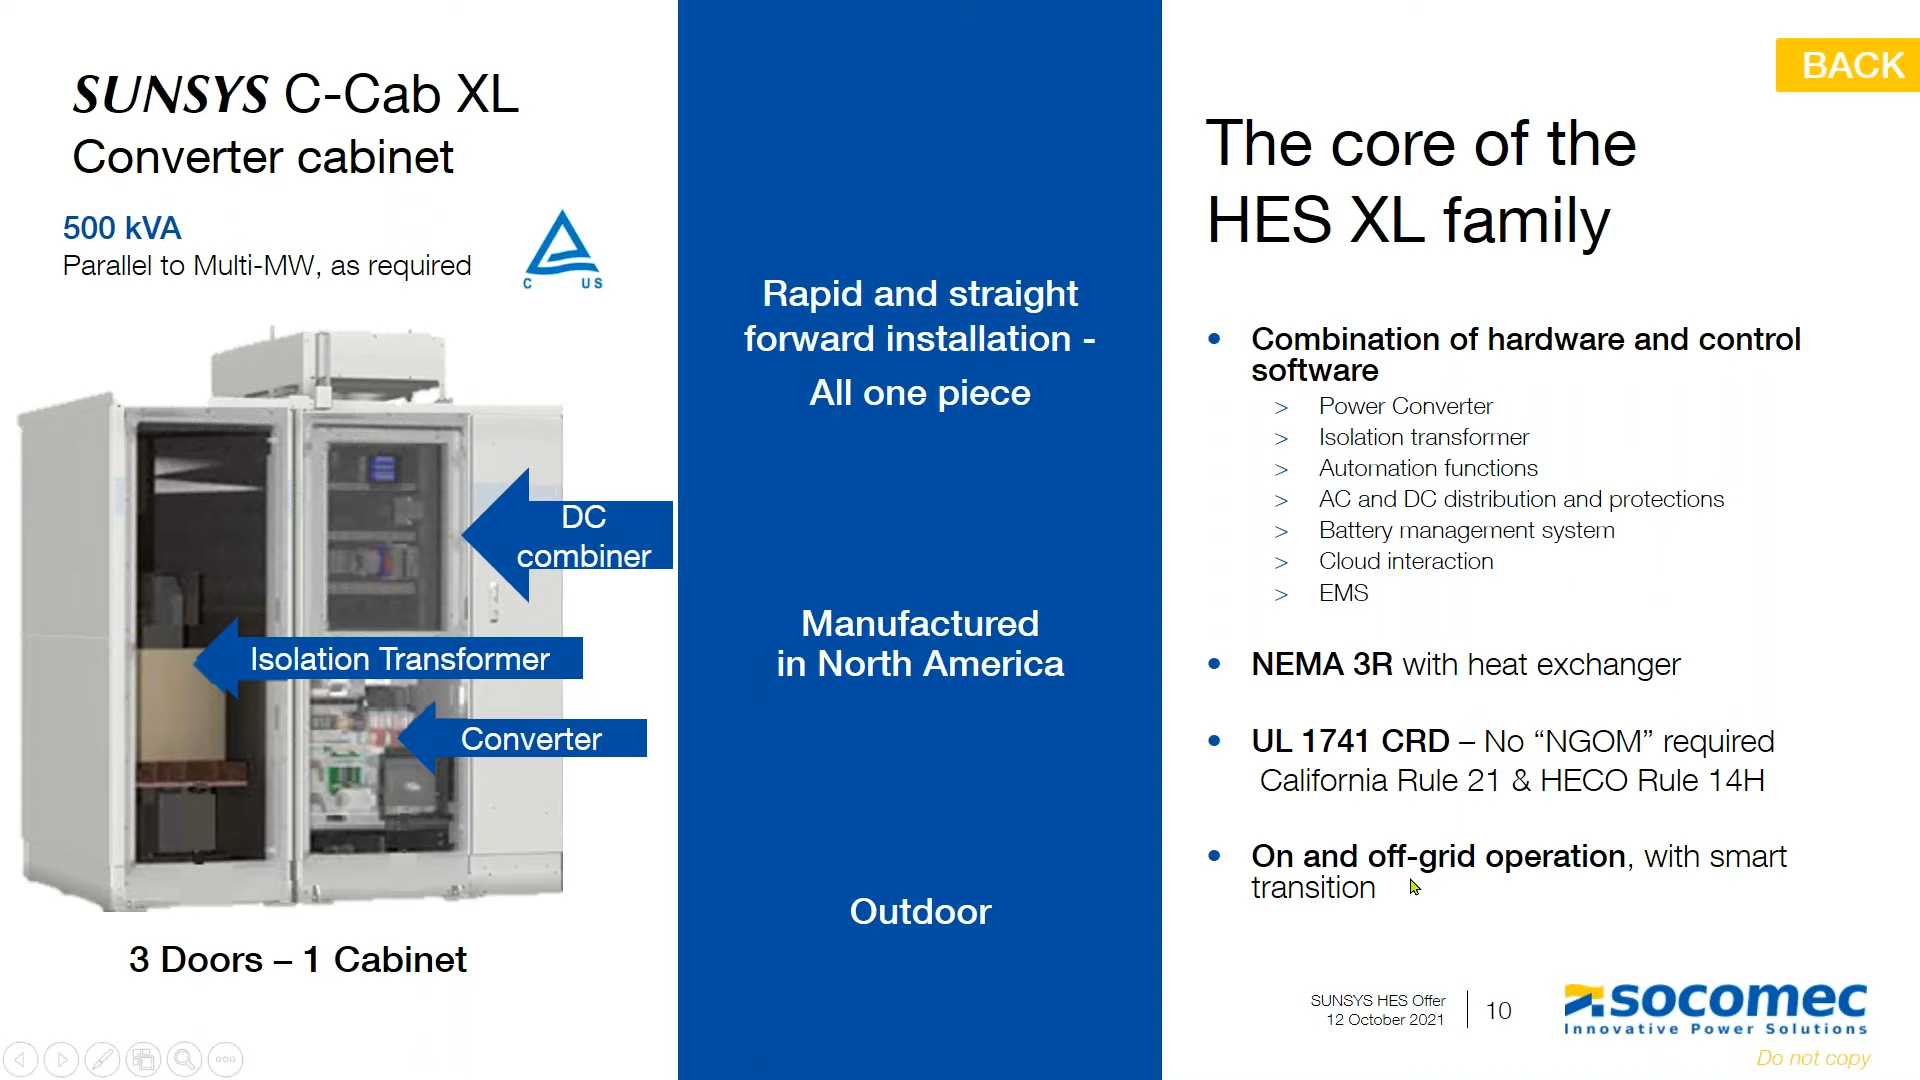 SUNSYS C-Cab XL
Converter cabinet
500 kVA
Parallel to Multi-MW, as required
C US
DC
combiner
Isolation Transformer
Converter
3 Doors – 1 Cabinet
Rapid and straight
forward installation -
All one piece
Manufactured
in North America
Outdoor
BACK
The core of the
HES XL family
• Combination of hardware and control
software
> Power Converter
> Isolation transformer
> Automation functions
> AC and DC distribution and protections
> Battery management system
> Cloud interaction
> EMS
• NEMA 3R with heat exchanger
• UL 1741 CRD – No “NGOM” required
California Rule 21 & HECO Rule 14H
• On and off-grid operation, with smart
transition
SUNSYS HES Offer
12 October 2021
10
socomec
Innovative Power Solutions
Do not copy